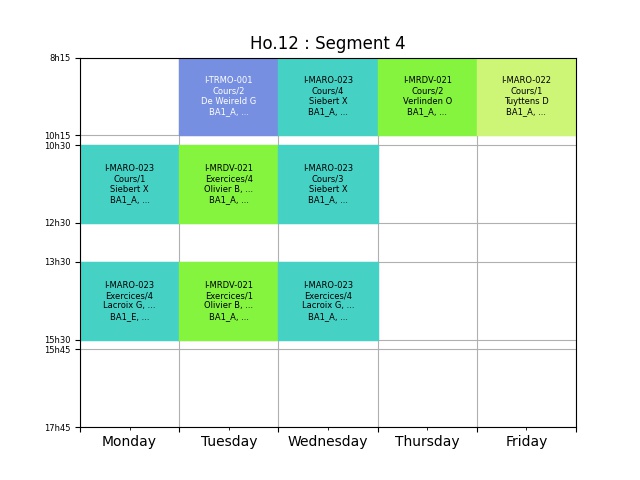 Ho.12 : Segment 4
8h15
I-TRMO-001
Cours/2
De Weireld G
BA1_A, ...
I-MARO-023
Cours/4
Siebert X
BA1_A, ...
I-MRDV-021
Cours/2
Verlinden O
BA1_A, ...
I-MARO-022
Cours/1
Tuyttens D
BA1_A, ...
10h15
10h30
I-MARO-023
Cours/1
Siebert X
BA1_A, ...
I-MRDV-021
Exercices/4
Olivier B, ...
BA1_A, ...
I-MARO-023
Cours/3
Siebert X
BA1_A, ...
12h30
13h30
I-MARO-023
Exercices/4
Lacroix G, ...
BA1_E, ...
I-MRDV-021
Exercices/1
Olivier B, ...
BA1_A, ...
I-MARO-023
Exercices/4
Lacroix G, ...
BA1_A, ...
15h30
15h45
17h45
Monday
Tuesday
Wednesday
Thursday
Friday